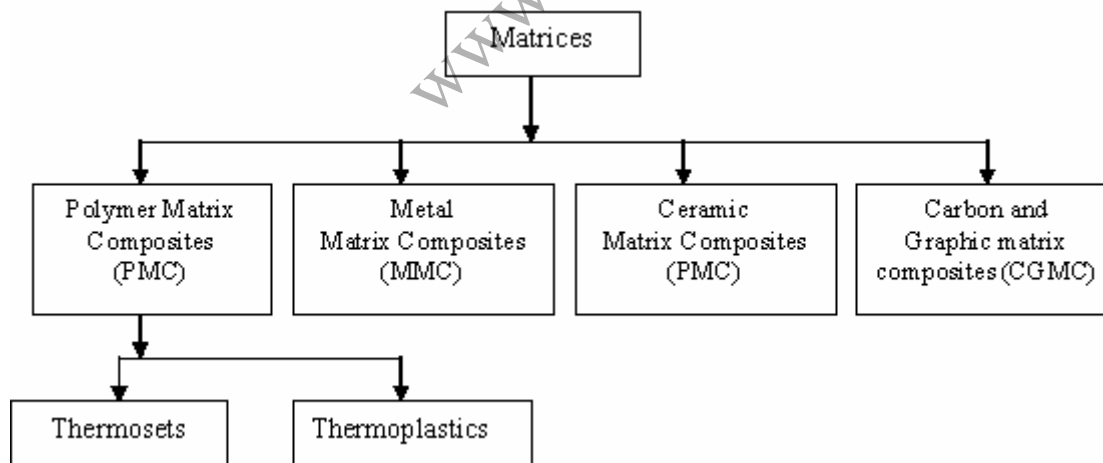 www
Matrices
Polymer Matrix
Composites
(PMC)
Metal
Matrix Composites
(MMC)
Ceramic
Matrix Composites
(PMC)
Carbon and
Graphic matrix
composites (CGMC)
Thermosets
Thermoplastics